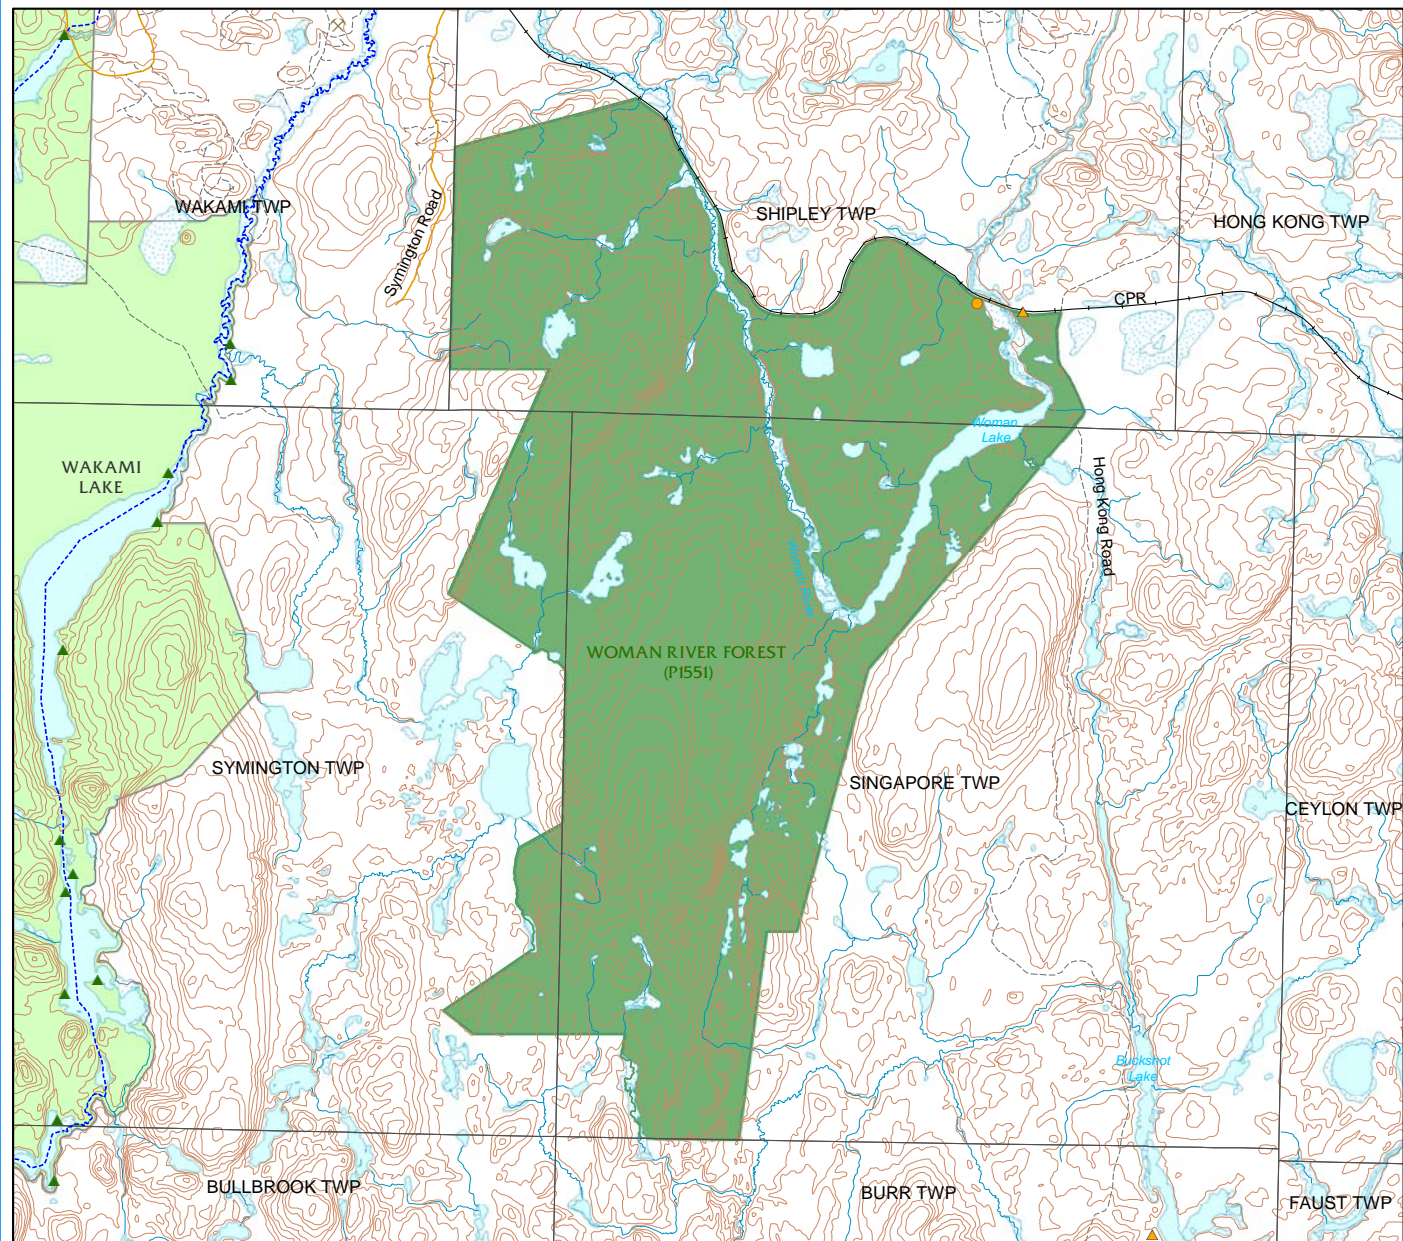 WAKAMI TWP
Symington Road
SHIPLEY TWP
HONG KONG TWP
CPR
Woman
Lake
WAKAMI
LAKE
Hong Kong Road
WOMAN RIVER FOREST
(P1551)
SYMINGTON TWP
SINGAPORE TWP
CEYLON TWP
Buckshot
Lake
BULLBROOK TWP
BURR TWP
FAUST TWP